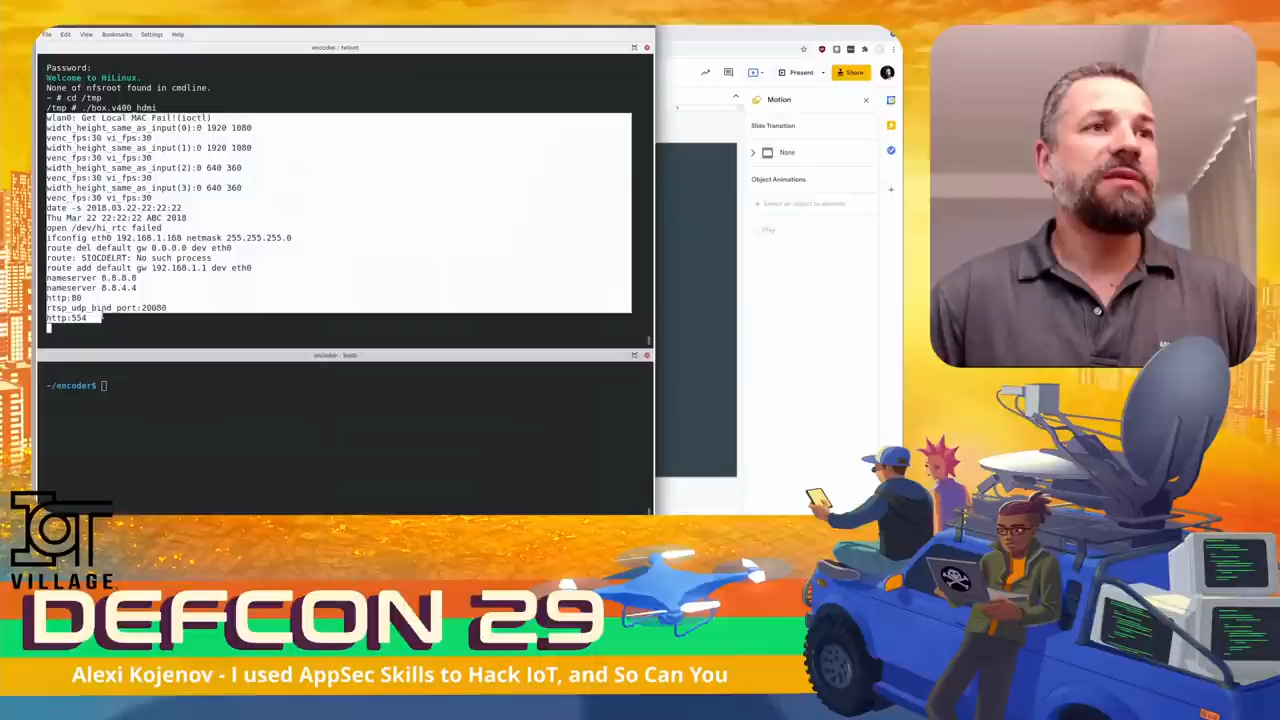 File Edit View Bookmarks Settings Help
encoder : telnet
Password:
Welcome to HiLinux.
None of nfsroot found in cmdline.
~ # cd /tmp
/tmp # ./box.v400_hdmi
wlan0: Get Local MAC Fail!(ioctl)
width_height_same_as_input(0):0 1920 1080
venc_fps:30 vi_fps:30
width_height_same_as_input(1):0 1920 1080
venc_fps:30 vi_fps:30
width_height_same_as_input(2):0 640 360
venc_fps:30 vi_fps:30
width_height_same_as_input(3):0 640 360
venc_fps:30 vi_fps:30
date -s 2018.03.22-22:22:22
Thu Mar 22 22:22:22 ABC 2018
open /dev/hi_rtc failed
ifconfig eth0 192.168.1.168 netmask 255.255.255.0
route del default gw 0.0.0.0 dev eth0
route: SIOCDELRT: No such process
route add default gw 192.168.1.1 dev eth0
nameserver 8.8.8.8
nameserver 8.8.4.4
http:80
rtsp_udp_bind_port:20080
http:554
encoder : bash
~/encoder$
Present
Share
Motion
Slide Transition
None
Object Animations
+ Select an object to animate
Play
IOT
VILLAGE
DEFCON 29
Alexi Kojenov - I used AppSec Skills to Hack IoT, and So Can You